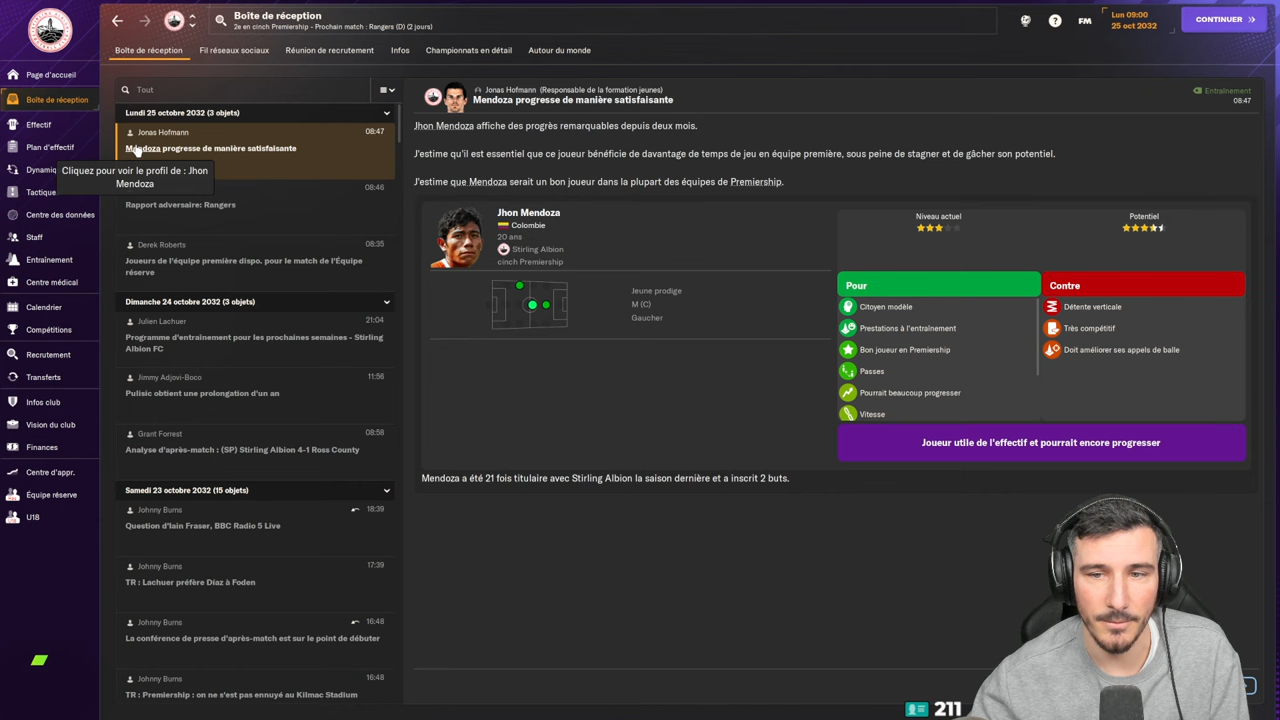 Boîte de réception
2e en cinch Premiership - Prochain match : Rangers (D) (2 jours)
FM
Lun 09:00
25 oct 2032
CONTINUER
Boîte de réception
Fil réseaux sociaux
Réunion de recrutement
Infos
Championnats en détail
Autour du monde
Page d'accueil
Boîte de réception
Effectif
Plan d'effectif
Dynamiq
Tactique
Centre des données
Staff
Entraînement
Centre médical
Calendrier
Compétitions
Recrutement
Transferts
Infos club
Vision du club
Finances
Centre d'appr.
Équipe réserve
U18
Tout
Lundi 25 octobre 2032 (3 objets)
Jonas Hofmann
08:47
Mendoza progresse de manière satisfaisante
Cliquez pour voir le profil de : Jhon
Mendoza
08:46
Rapport adversaire: Rangers
Derek Roberts
08:35
Joueurs de l'équipe première dispo. pour le match de l'Équipe
réserve
Dimanche 24 octobre 2032 (3 objets)
Julien Lachuer
21:04
Programme d'entraînement pour les prochaines semaines - Stirling
Albion FC
Jimmy Adjovi-Boco
11:56
Pulisic obtient une prolongation d'un an
Grant Forrest
08:58
Analyse d'après-match : (SP) Stirling Albion 4-1 Ross County
Samedi 23 octobre 2032 (15 objets)
Johnny Burns
18:39
Question d'Iain Fraser, BBC Radio 5 Live
Johnny Burns
17:39
TR : Lachuer préfère Díaz à Foden
Johnny Burns
16:48
La conférence de presse d'après-match est sur le point de débuter
Johnny Burns
16:48
TR : Premiership : on ne s'est pas ennuyé au Kilmac Stadium
Jonas Hofmann (Responsable de la formation jeunes)
Mendoza progresse de manière satisfaisante
Entraînement
08:47
Jhon Mendoza affiche des progrès remarquables depuis deux mois.
J'estime qu'il est essentiel que ce joueur bénéficie de davantage de temps de jeu en équipe première, sous peine de stagner et de gâcher son potentiel.
J'estime que Mendoza serait un bon joueur dans la plupart des équipes de Premiership.
Jhon Mendoza
Colombie
20 ans
Stirling Albion
cinch Premiership
Jeune prodige
M (C)
Gaucher
Niveau actuel
Potentiel
Pour
Contre
Citoyen modèle
Prestations à l'entraînement
Bon joueur en Premiership
Passes
Pourrait beaucoup progresser
Vitesse
Détente verticale
Très compétitif
Doit améliorer ses appels de balle
Joueur utile de l'effectif et pourrait encore progresser
Mendoza a été 21 fois titulaire avec Stirling Albion la saison dernière et a inscrit 2 buts.
211